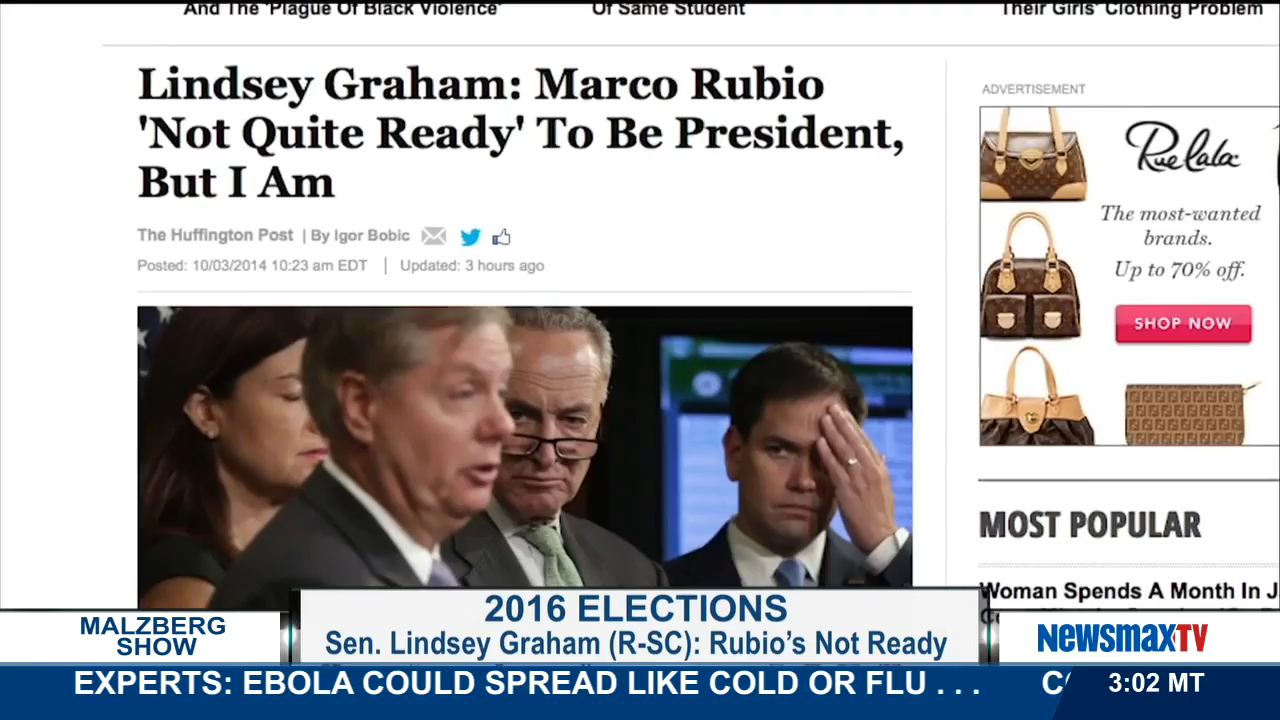 And The 'Plague Of Black Violence'
Of Same Student
Their Girls' Clothing Problem
Lindsey Graham: Marco Rubio
'Not Quite Ready' To Be President,
But I Am
The Huffington Post | By Igor Bobic
Posted: 10/03/2014 10:23 am EDT | Updated: 3 hours ago
ADVERTISEMENT
Rue la la
The most-wanted
brands.
Up to 70% off.
SHOP NOW
MOST POPULAR
Woman Spends A Month In J
2016 ELECTIONS
Sen. Lindsey Graham (R-SC): Rubio's Not Ready
MALZBERG
SHOW
NEWSMAXTV
EXPERTS: EBOLA COULD SPREAD LIKE COLD OR FLU . . .
3:02 MT